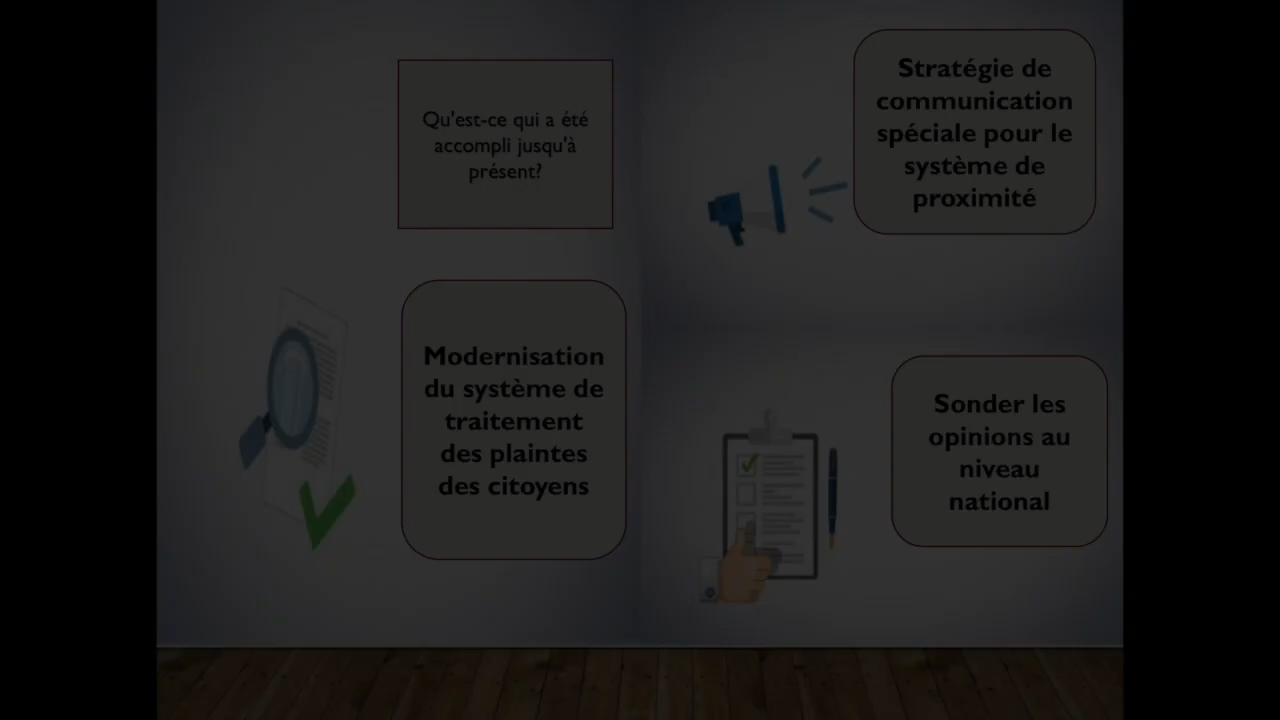 Qu'est-ce qui a été
accompli jusqu'à
présent?
Stratégie de
communication
spéciale pour le
système de
proximité
Modernisation
du système de
traitement
des plaintes
des citoyens
Sonder les
opinions au
niveau
national